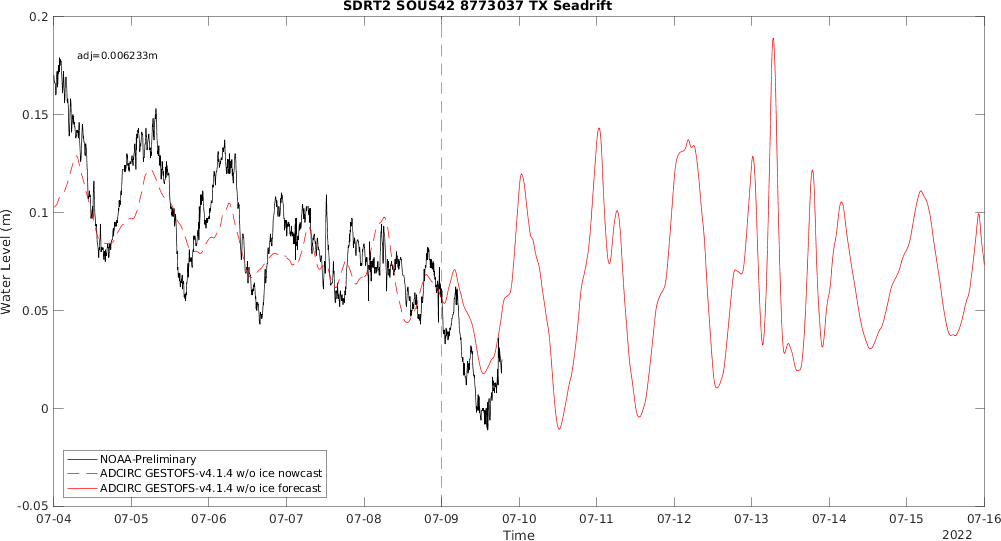 SDRT2 SOUS42 8773037 TX Seadrift
adj=0.006233m
0.2
0.15
0.1
0.05
0
-0.05
Water Level (m)
NOAA-Preliminary
ADCIRC GESTOFS-v4.1.4 w/o ice nowcast
ADCIRC GESTOFS-v4.1.4 w/o ice forecast
07-04 07-05 07-06 07-07 07-08 07-09 07-10 07-11 07-12 07-13 07-14 07-15 07-16
Time
2022